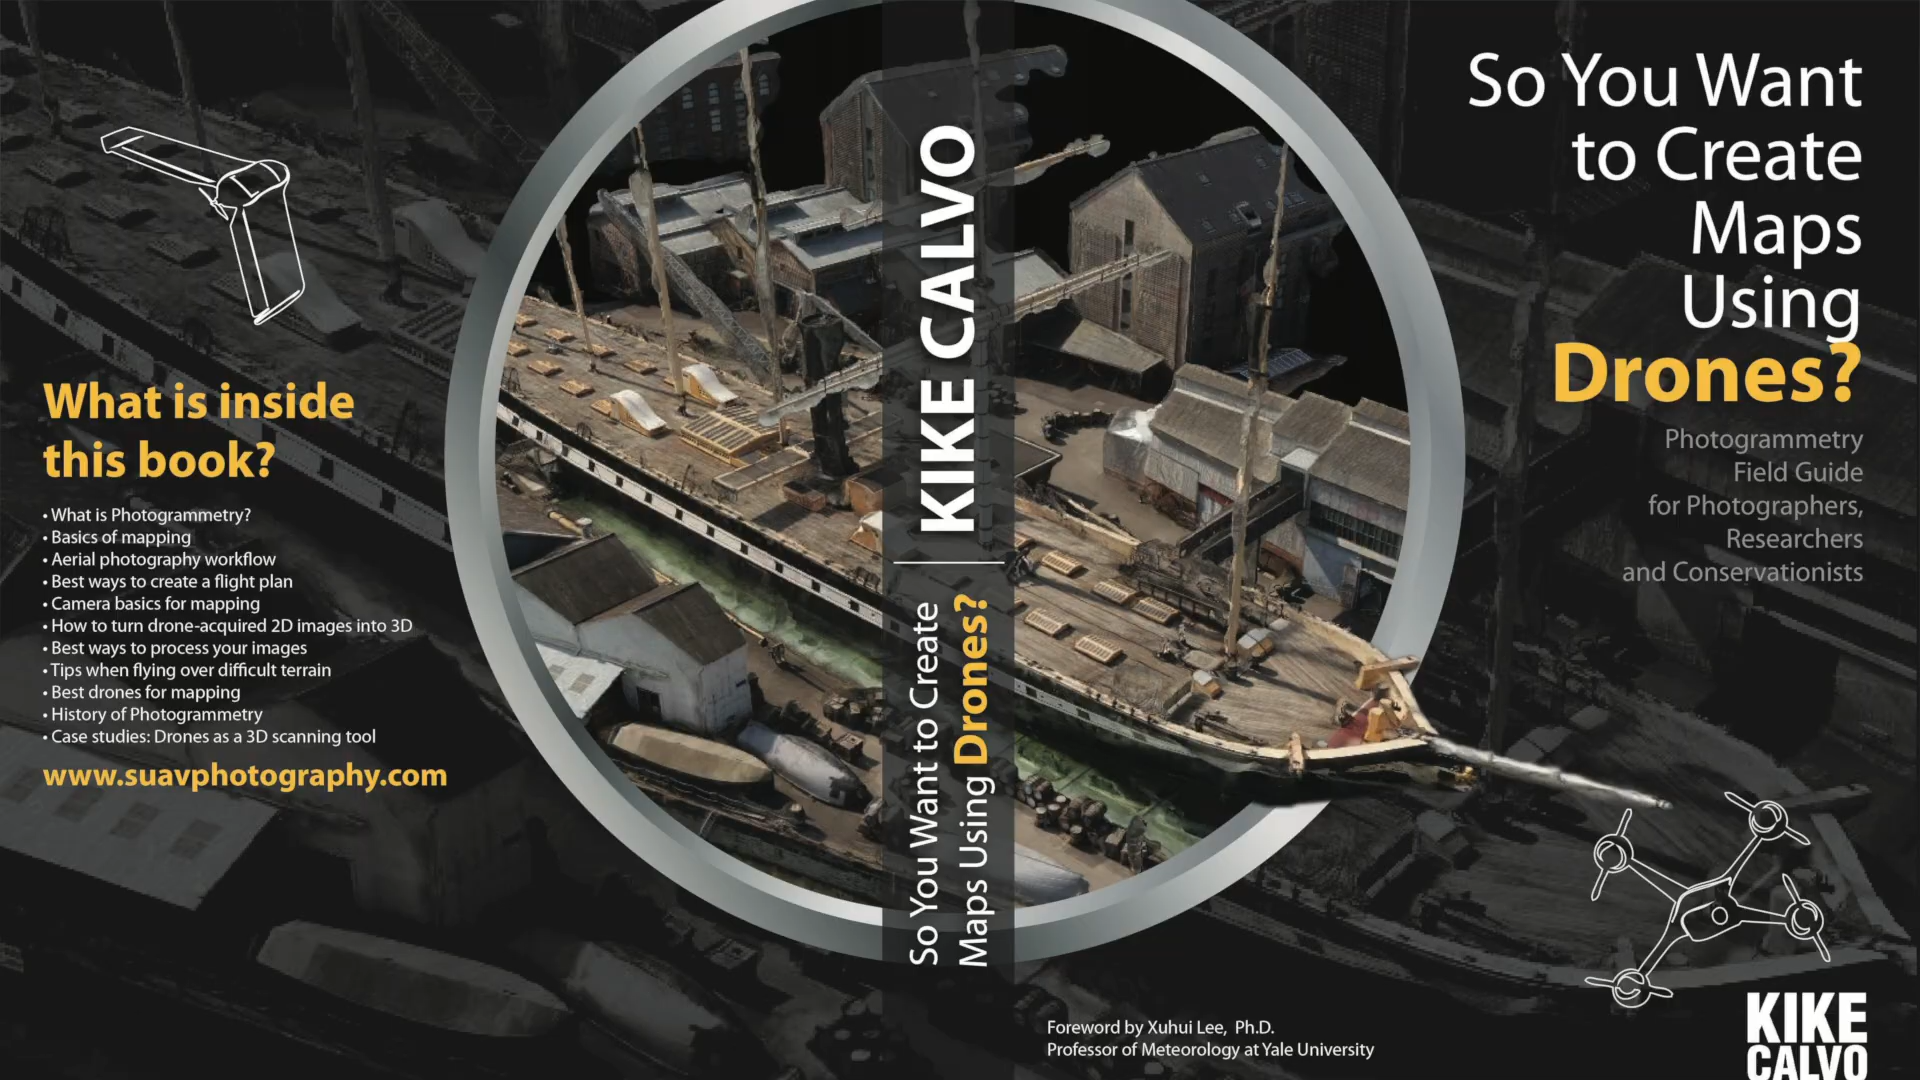 What is inside
this book?
• What is Photogrammetry?
• Basics of mapping
• Aerial photography workflow
• Best ways to create a flight plan
• Camera basics for mapping
• How to turn drone-acquired 2D images into 3D
• Best ways to process your images
• Tips when flying over difficult terrain
• Best drones for mapping
• History of Photogrammetry
• Case studies: Drones as a 3D scanning tool
www.suavphotography.com
KIKE CALVO
So You Want to Create
Maps Using Drones?
So You Want
to Create
Maps
Using
Drones?
Photogrammetry
Field Guide
for Photographers,
Researchers
and Conservationists
Foreword by Xuhui Lee, Ph.D.
Professor of Meteorology at Yale University
KIKE
CALVO